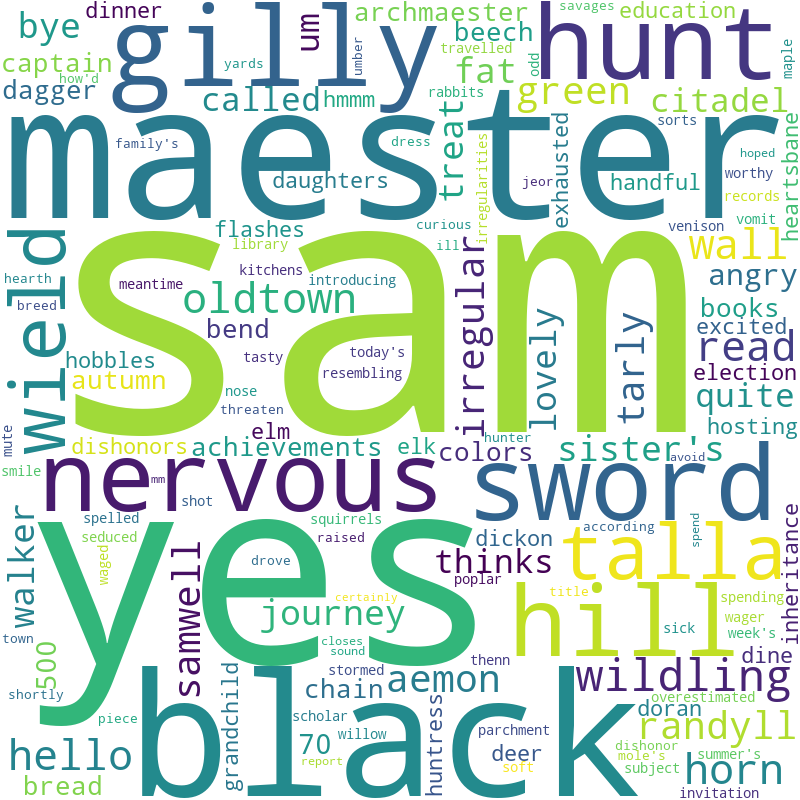 dinner
archmaester
savages
education
bye
gilly
um
umber
beech
hunt
captain
how'd
yards
travelled
odd
fat
maple
dagger
called
hmmm
rabbits
green
citadel
maester
family's
treat
dress
irregularities
exhausted
sorts
heartsbane
daughters
jeor
handful
hoped
worthy
records
wield
flashes
curious
venison
vomit
library
ill
sam
wall
hearth
kitchens
meantime
introducing
irregular
angry
breed
oldtown
lovely
tarly
books
bend
excited
hobbles
tasty
today's
read
autumn
resembling
election
nose
quite
threaten
mute
elm
hosting
dishonors
achievements
elk
colors
hunter
sister's
smile
nervous
mm
avoid
sword
shot
walker
spelled
squirrels
yes
dickon
according
spend
inheritance
seduced
raised
thinks
talla
waged
drove
poplar
samwell
certainly
hill
title
spending
journey
wager
town
closes
sick
week's
500
sound
dine
stormed
thenn
aemon
wildling
shortly
grandchild
chain
huntress
overestimated
piece
scholar
doran
black
willow
parchment
randyll
hello
70
deer
dishonor
summer's
report
soft
mole's
horn
bread
subject
invitation